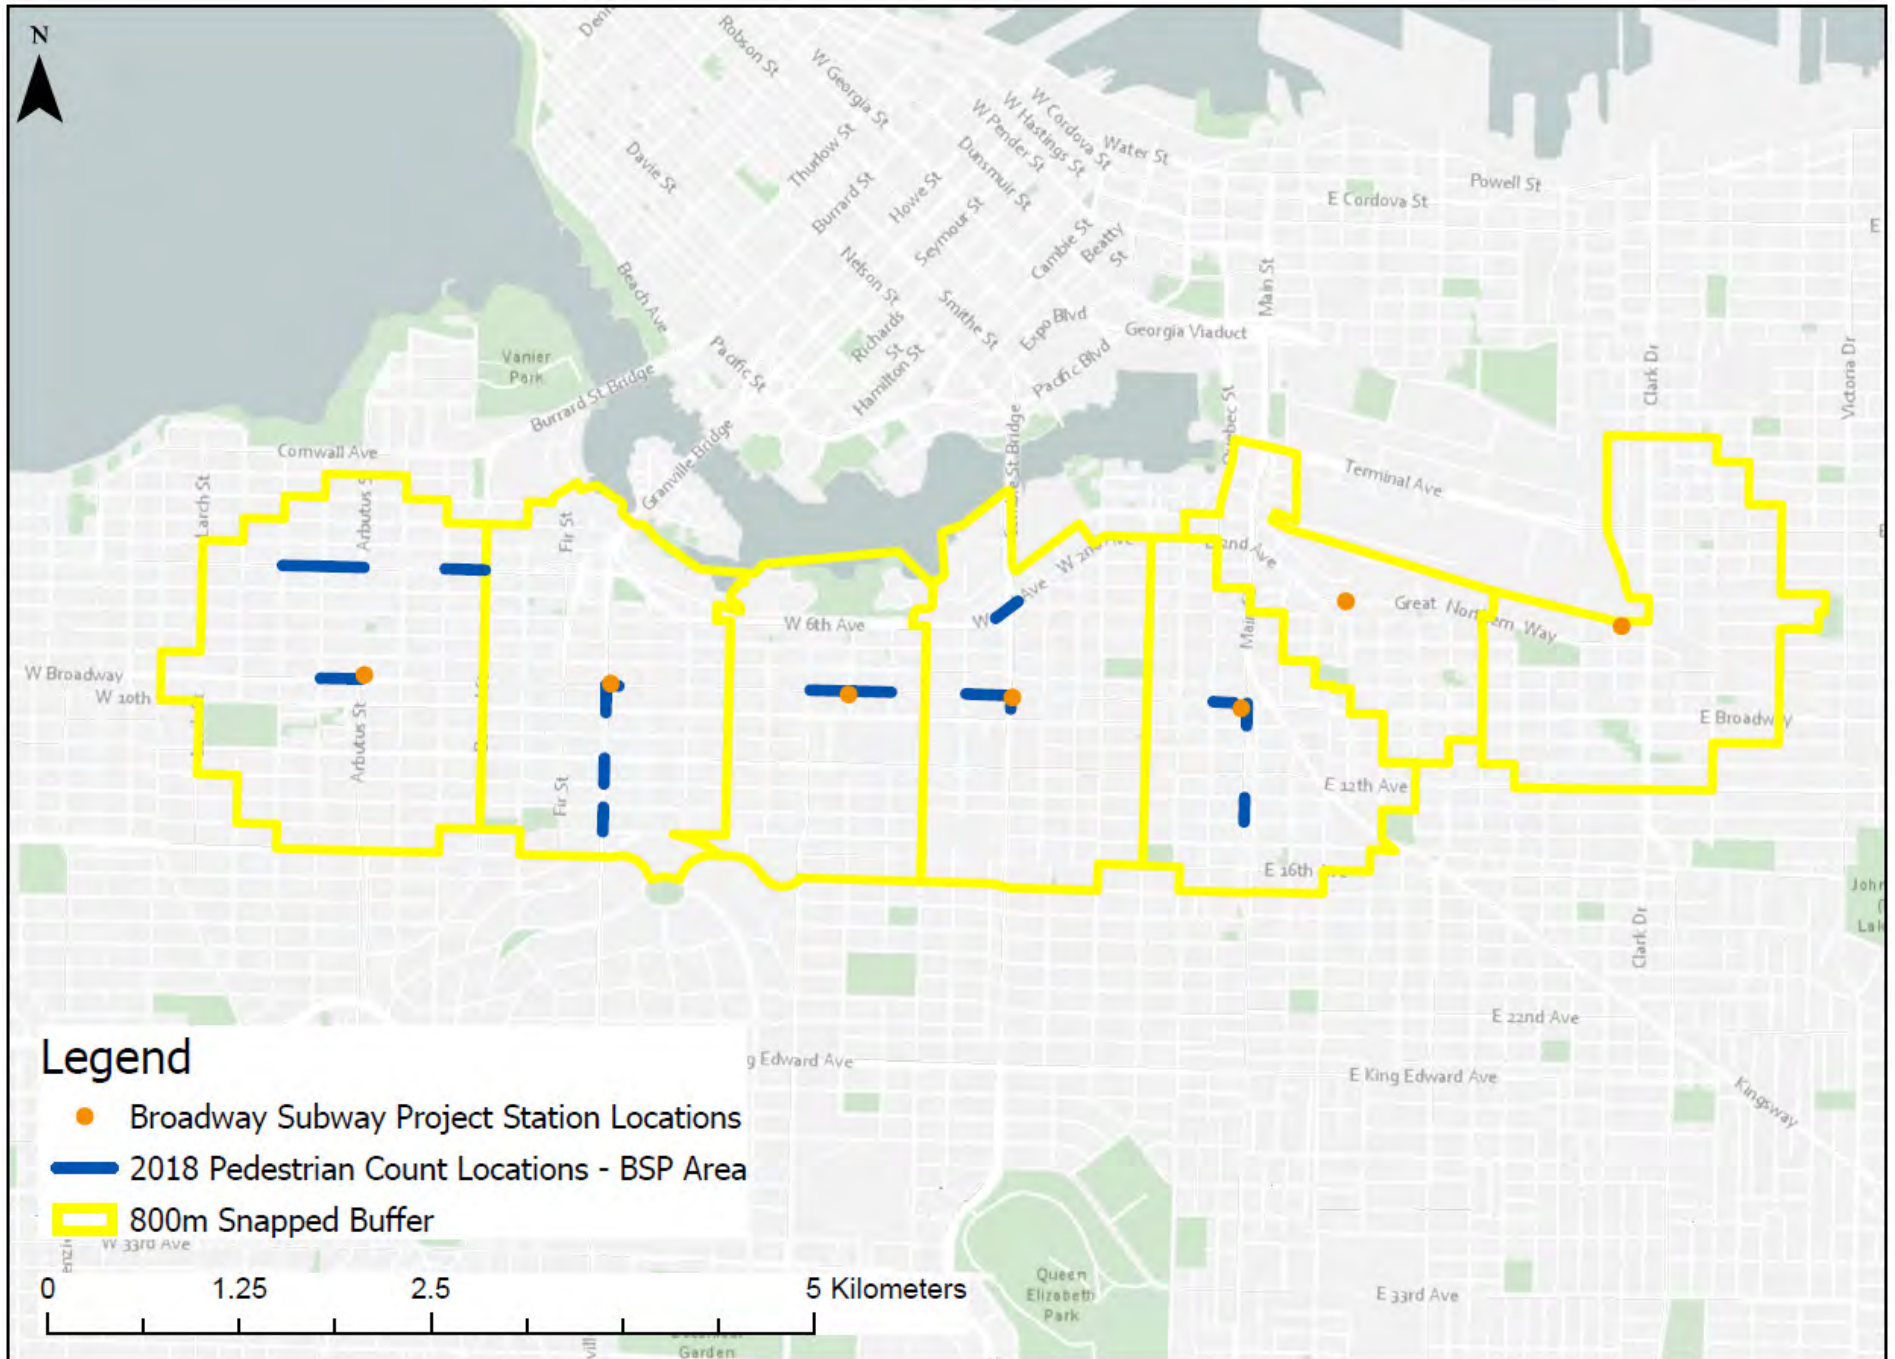 N
Robson St
W Georgia St
W Cordova St
W Hastings St
W Pender St
Water St
Dunsmuir St
Thurlow St
Davie St
Burrard St
Howe St
Seymour St
Powell St
E Cordova St
Cambie St
Beatty
St
Nelson St
Main St
Beach Ave
Smithe St
Expo Blvd
Richards
St
Georgia Viaduct
Hamilton St
Pacific St
Pacific Blvd
Vanier
Park
Burrard St Bridge
Clark Dr
Victoria Dr
Cornwall Ave
Granville Bridge
Terminal Ave
Larch St
Fir St
W 6th Ave
Great Northern Way
W Broadway
W 10th
E Broadway
Arbutus St
Fir St
E 12th Ave
E 16th
Clark Dr
E 22nd Ave
g Edward Ave
E King Edward Ave
Kingsway
Legend
Broadway Subway Project Station Locations
2018 Pedestrian Count Locations - BSP Area
800m Snapped Buffer
W 33rd Ave
0 1.25 2.5 5 Kilometers
Queen
Elizabeth
Park
E 33rd Ave
Garden